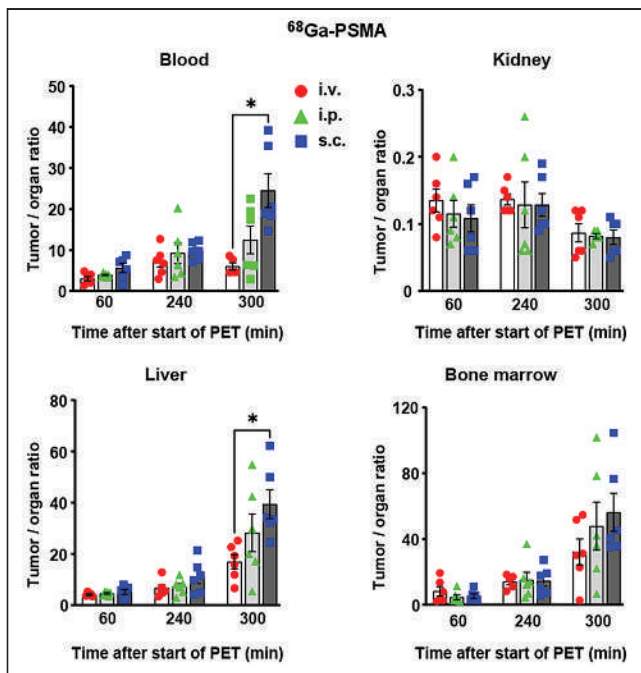 ⁶⁸Ga-PSMA
Blood
Tumor / organ ratio
50
40
30
20
10
0
*
i.v.
i.p.
s.c.
60 240 300
Time after start of PET (min)
Kidney
Tumor / organ ratio
0.3
0.2
0.1
0
60 240 300
Time after start of PET (min)
Liver
Tumor / organ ratio
80
60
40
20
0
*
60 240 300
Time after start of PET (min)
Bone marrow
Tumor / organ ratio
120
80
40
0
60 240 300
Time after start of PET (min)